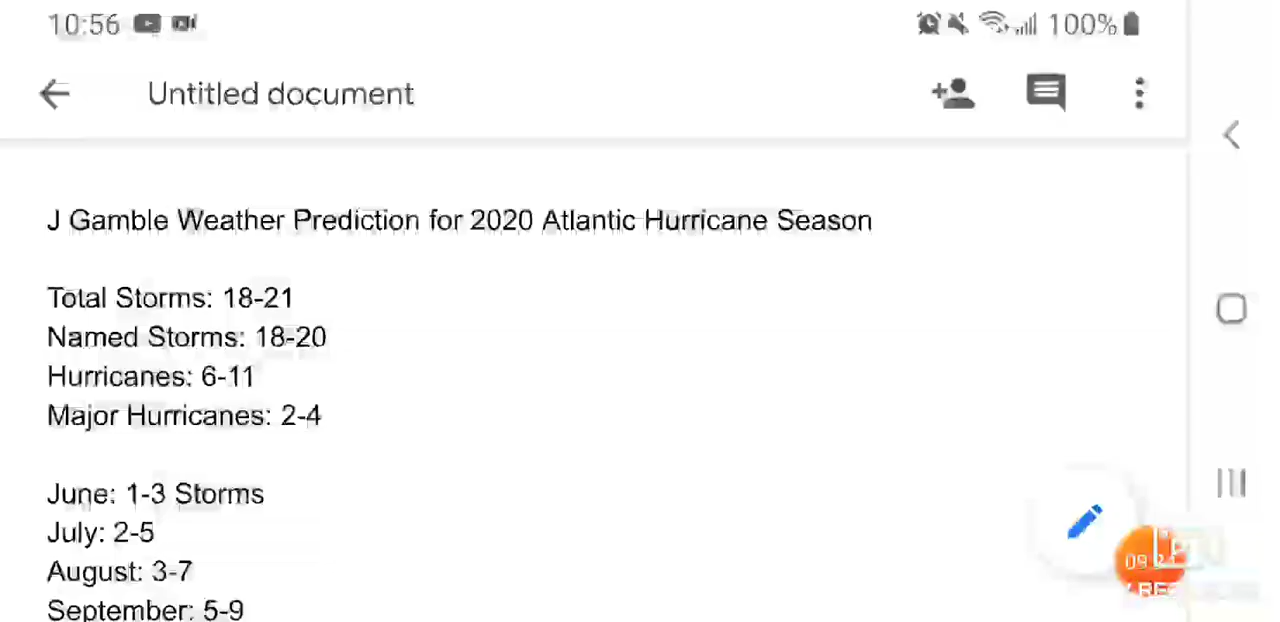 10:56 100%
Untitled document
J Gamble Weather Prediction for 2020 Atlantic Hurricane Season
Total Storms: 18-21
Named Storms: 18-20
Hurricanes: 6-11
Major Hurricanes: 2-4
June: 1-3 Storms
July: 2-5
August: 3-7
September: 5-9